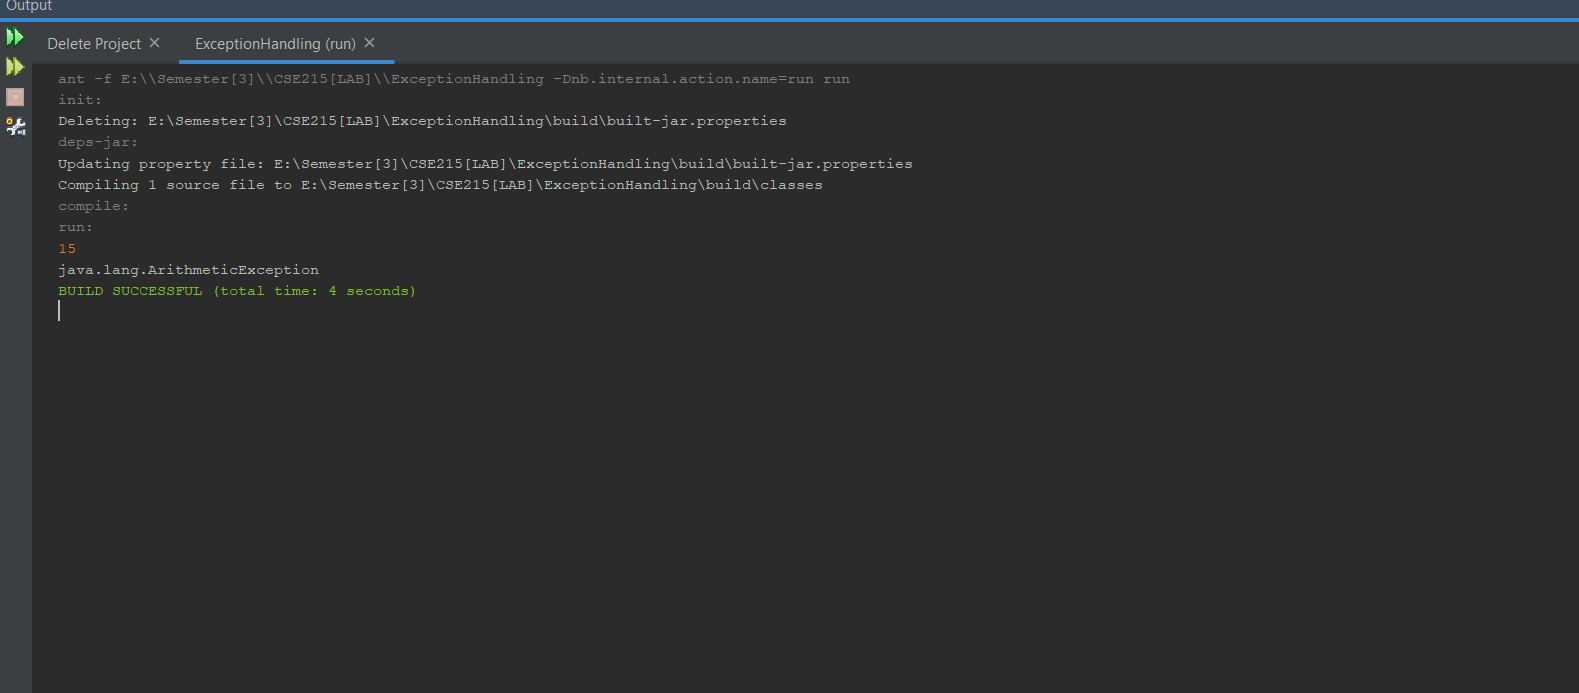 Output
Delete Project
ExceptionHandling (run)
ant -f E:\\Semester[3]\\CSE215[LAB]\\ExceptionHandling -Dnb.internal.action.name=run run
init:
Deleting: E:\Semester[3]\CSE215[LAB]\ExceptionHandling\build\built-jar.properties
deps-jar:
Updating property file: E:\Semester[3]\CSE215[LAB]\ExceptionHandling\build\built-jar.properties
Compiling 1 source file to E:\Semester[3]\CSE215[LAB]\ExceptionHandling\build\classes
compile:
run:
15
java.lang.ArithmeticException
BUILD SUCCESSFUL (total time: 4 seconds)